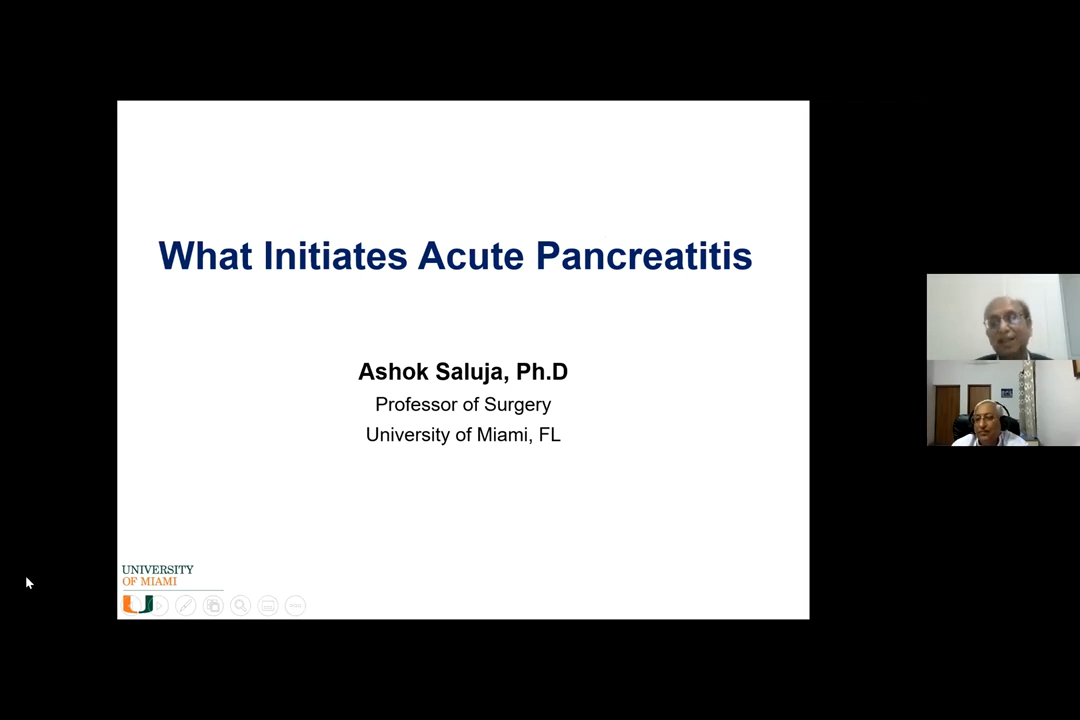 What Initiates Acute Pancreatitis
Ashok Saluja, Ph.D
Professor of Surgery
University of Miami, FL
UNIVERSITY
OF MIAMI